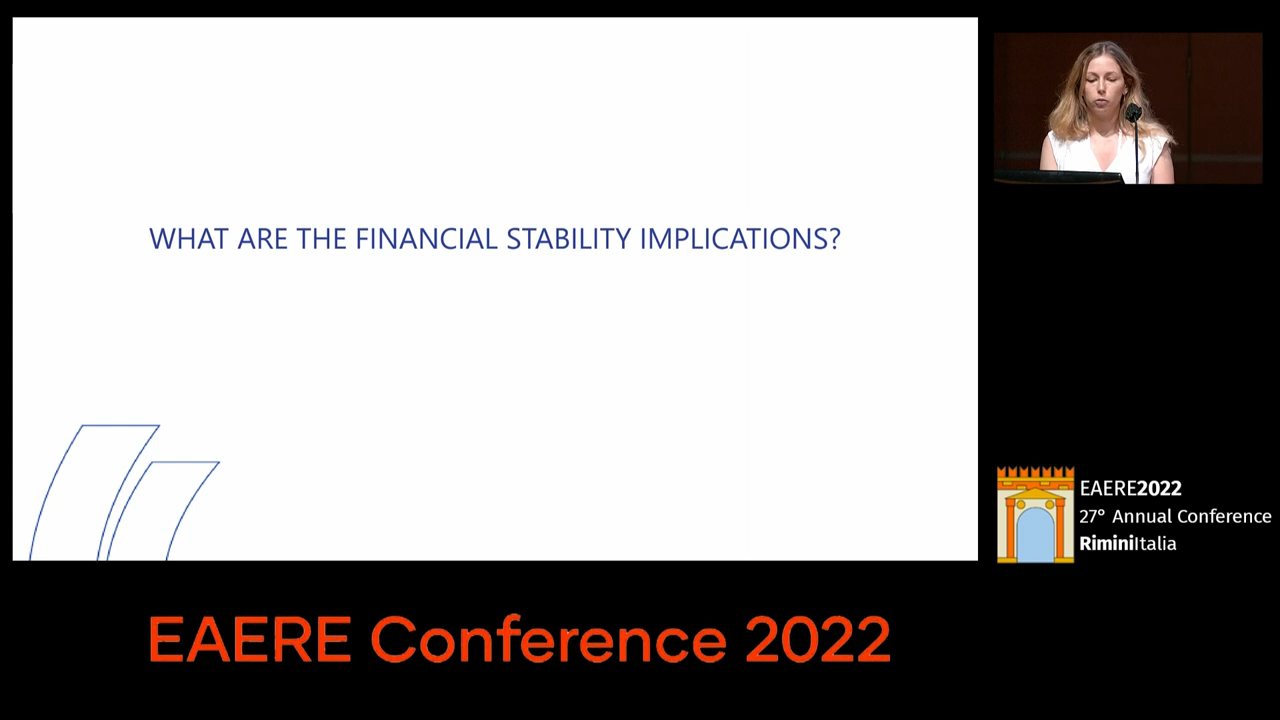 WHAT ARE THE FINANCIAL STABILITY IMPLICATIONS?
EAERE2022
27° Annual Conference
RiminiItalia
EAERE Conference 2022